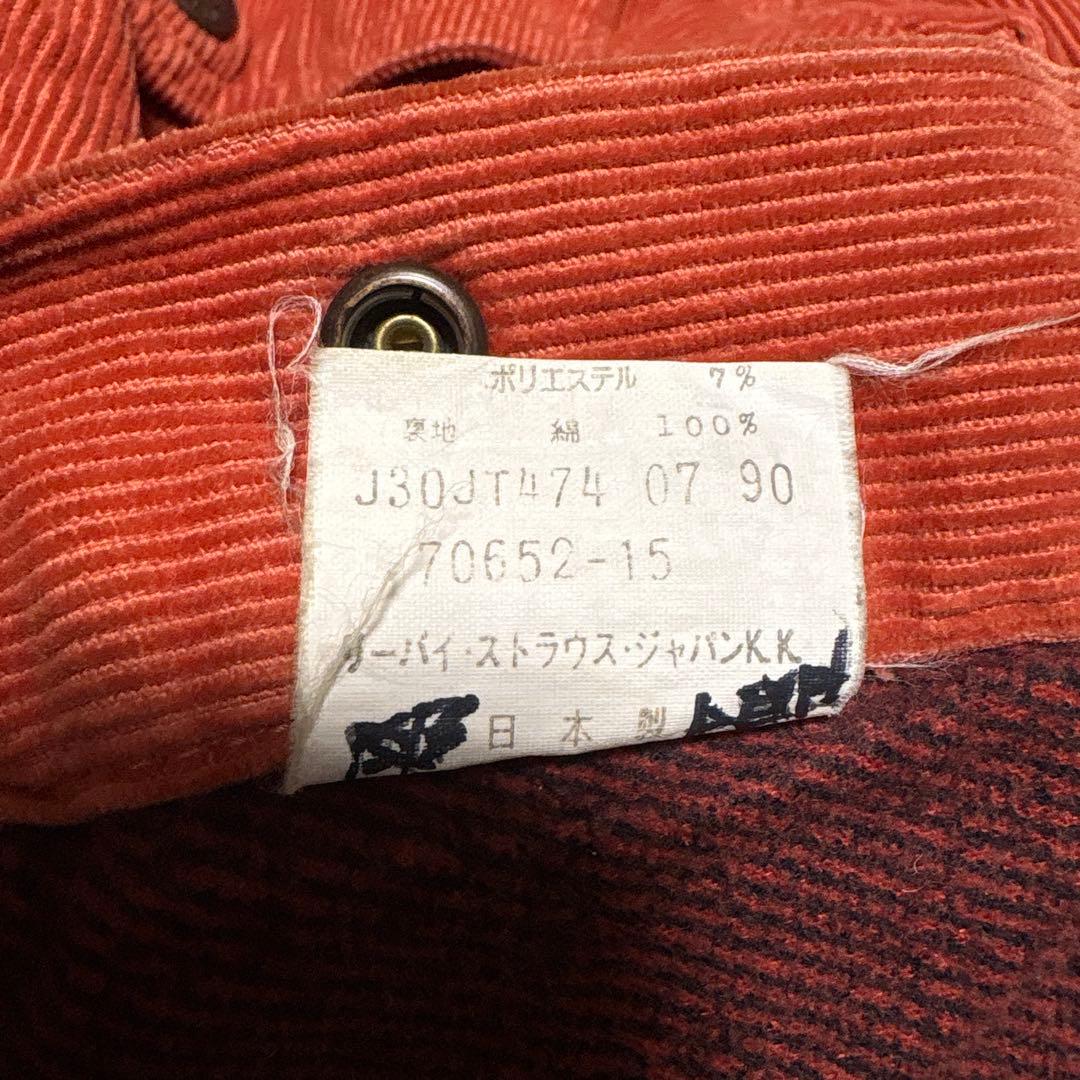 ポリエステル 7%
裏地 綿 100%
J30JT474 07 90
70652-15
リーバイ・ストラウス・ジャパンK.K.
日本製